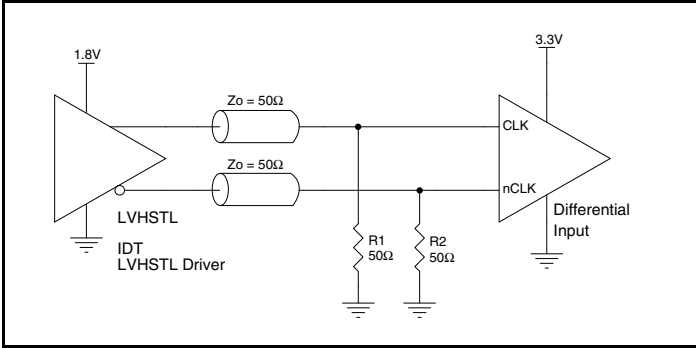 1.8V
3.3V
Zo = 50Ω
CLK
Zo = 50Ω
nCLK
LVHSTL
IDT
LVHSTL Driver
R1
50Ω
R2
50Ω
Differential
Input